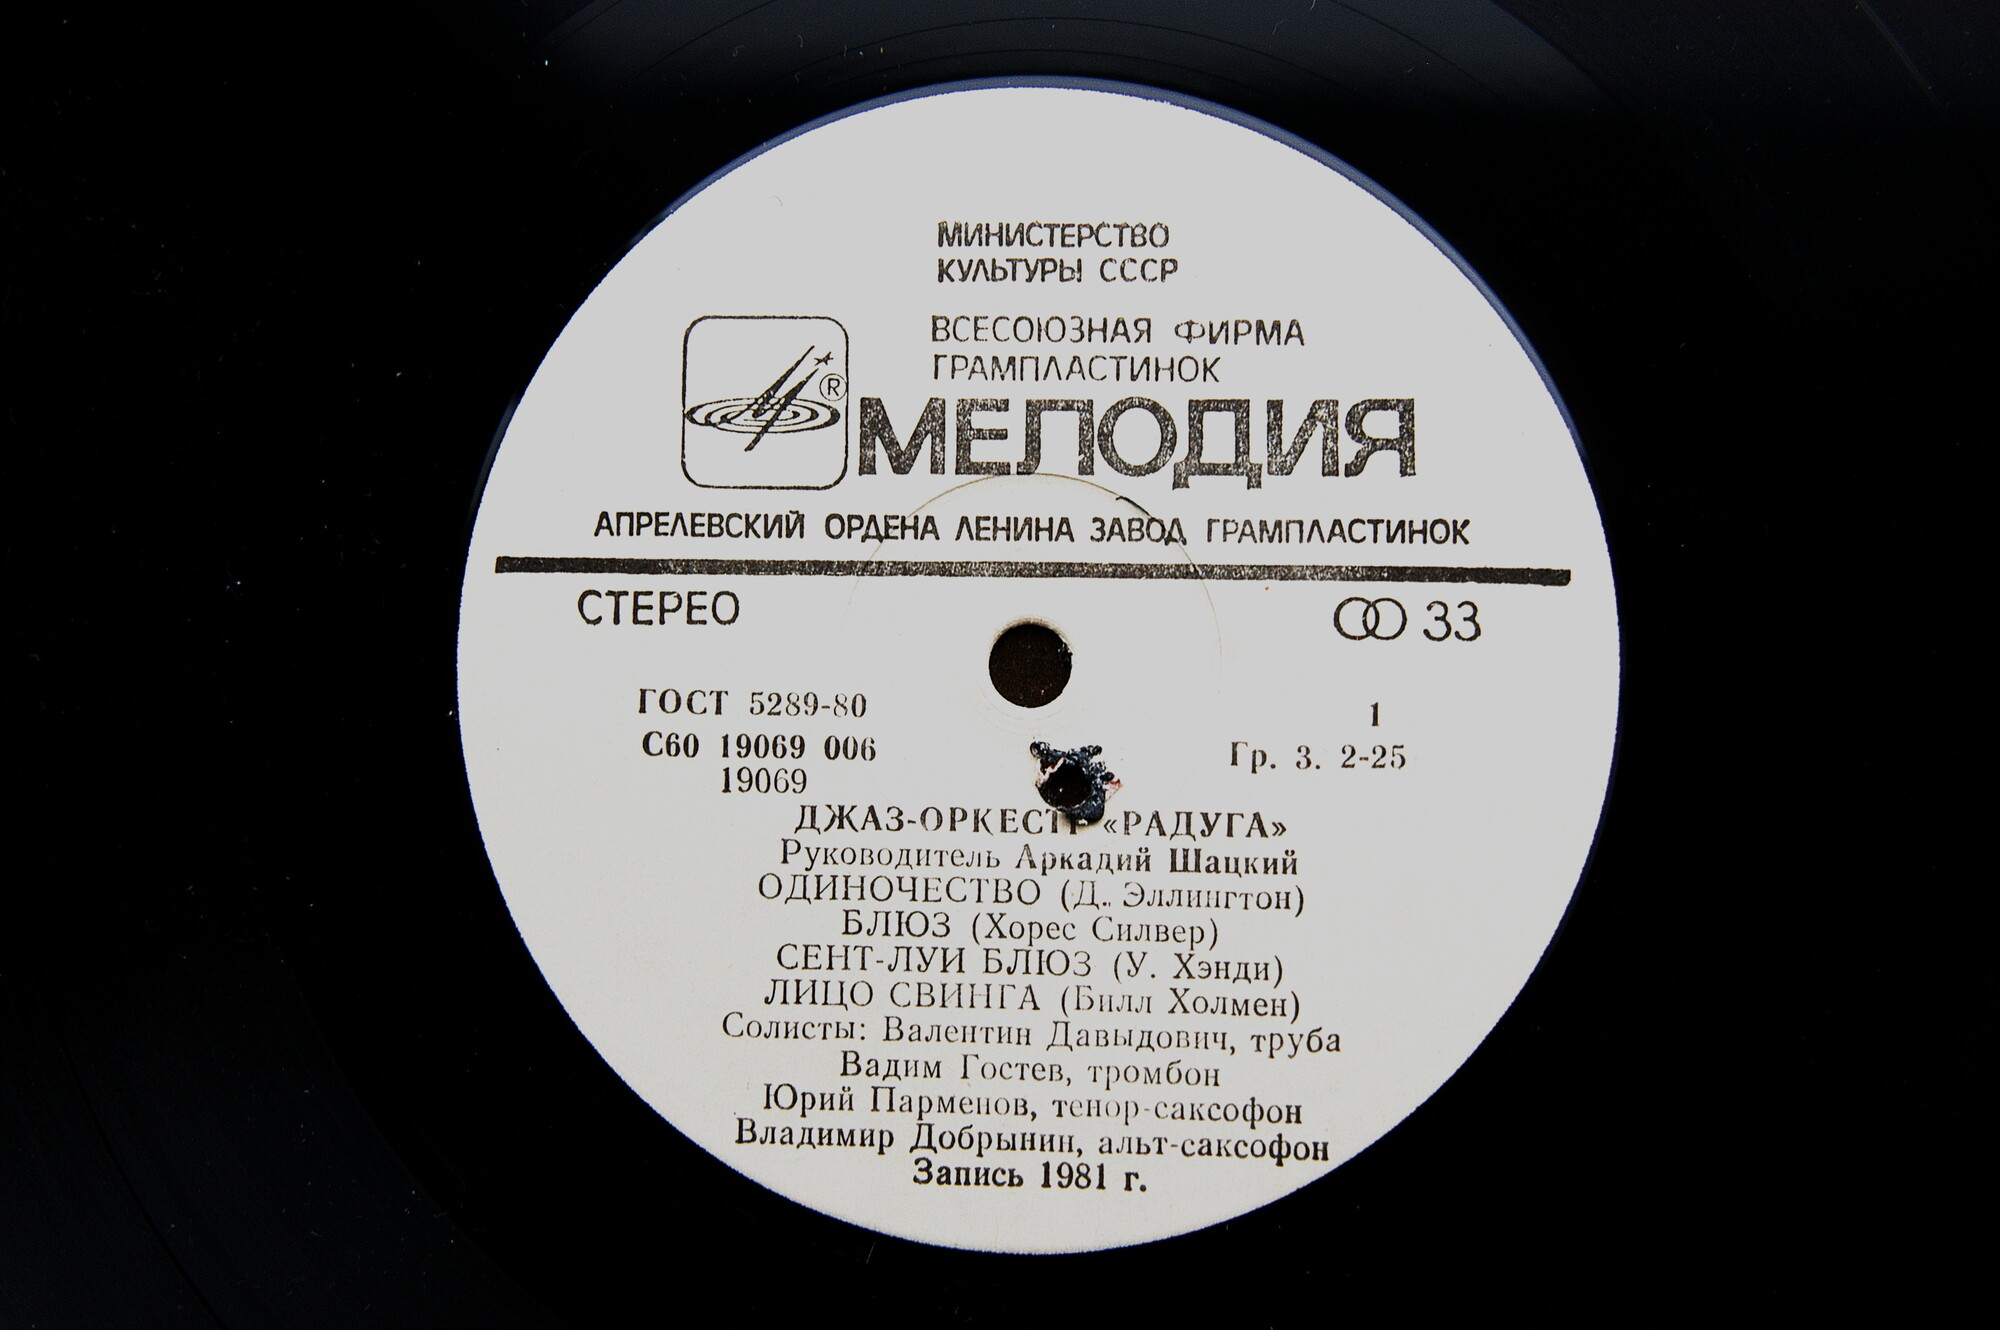 МИНИСТЕРСТВО
КУЛЬТУРЫ СССР
ВСЕСОЮЗНАЯ ФИРМА
ГРАМПЛАСТИНОК
®
МЕЛОДИЯ
АПРЕЛЕВСКИЙ ОРДЕНА ЛЕНИНА ЗАВОД ГРАМПЛАСТИНОК
СТЕРЕО
33
ГОСТ 5289-80
1
С60 19069 006
Гр. 3. 2-25
19069
ДЖАЗ-ОРКЕСТР «РАДУГА»
Руководитель Аркадий Шацкий
ОДИНОЧЕСТВО (Д.. Эллингтон)
БЛЮЗ (Хорес Силвер)
СЕНТ-ЛУИ БЛЮЗ (У. Хэнди)
ЛИЦО СВИНГА (Билл Холмен)
Солисты: Валентин Давыдович, труба
Вадим Гостев, тромбон
Юрий Парменов, тенор-саксофон
Владимир Добрынин, альт-саксофон
Запись 1981 г.